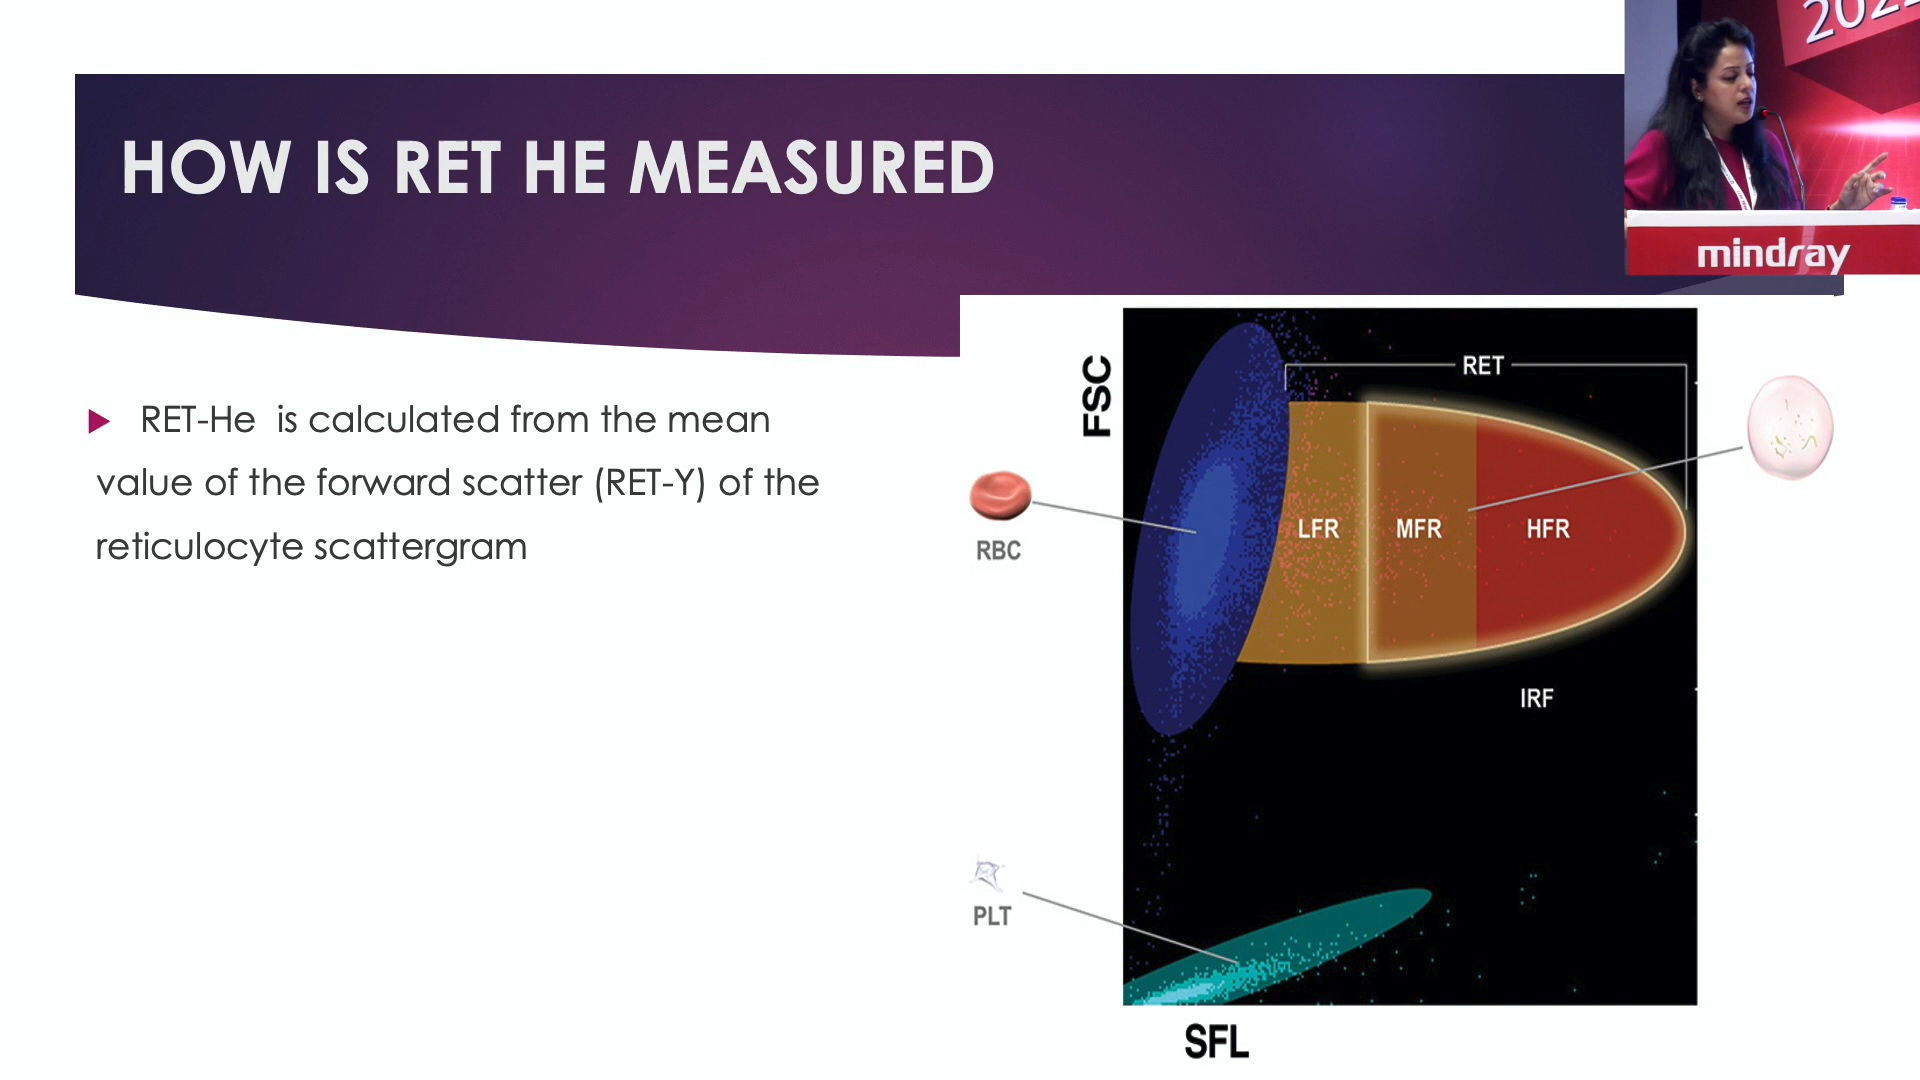 2022
HOW IS RET HE MEASURED
mindray
RET-He is calculated from the mean
value of the forward scatter (RET-Y) of the
reticulocyte scattergram
FSC
RET
RBC
LFR
MFR
HFR
IRF
PLT
SFL